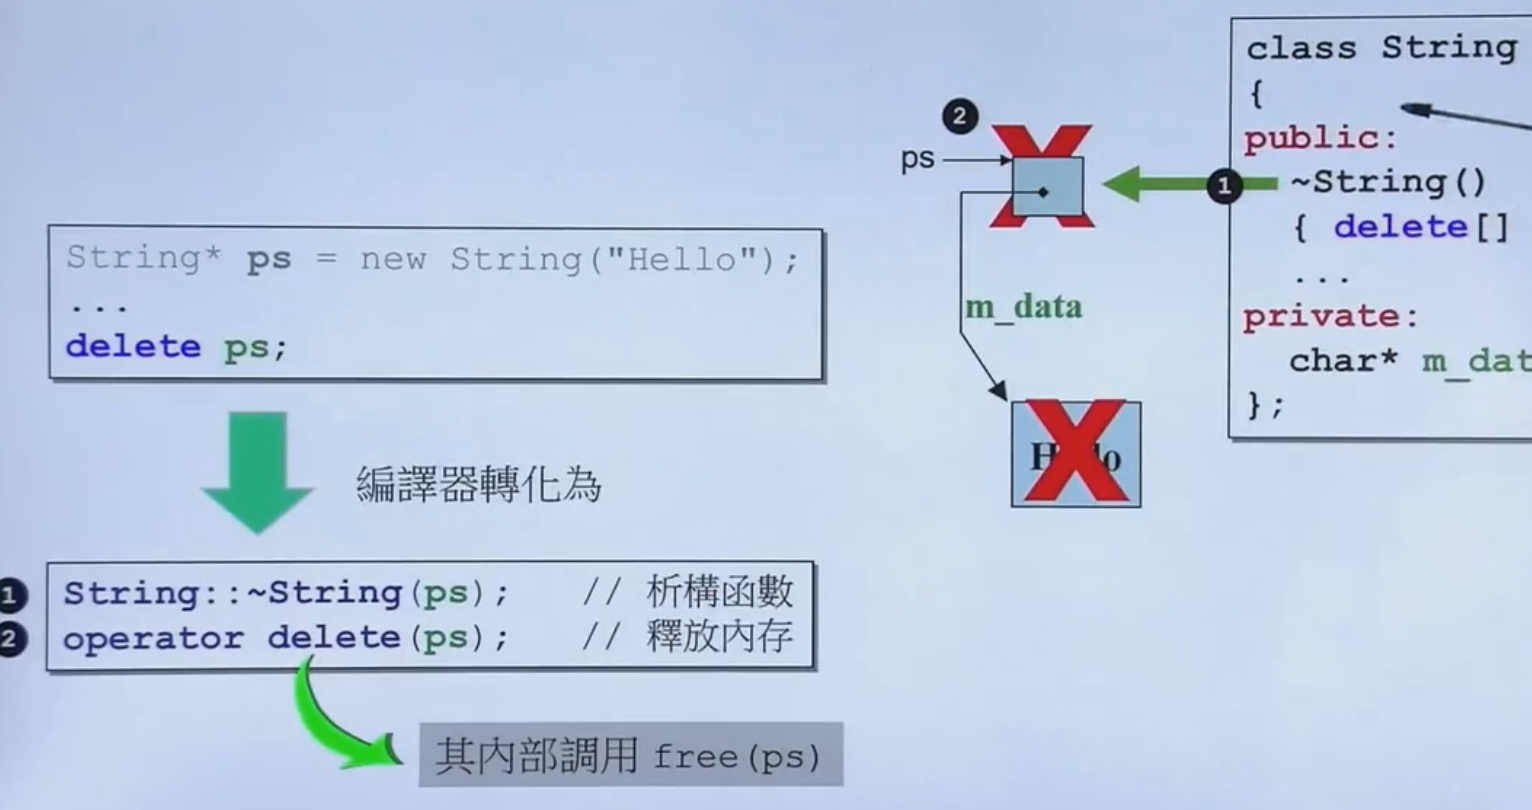 String* ps = new String("Hello");
...
delete ps;
編譯器轉化為
1 String::~String(ps); // 析構函數
2 operator delete(ps); // 釋放內存
其內部調用 free(ps)
2
ps
m_data
1
class String
{
public:
~String()
{ delete[]
...
private:
char* m_dat
};